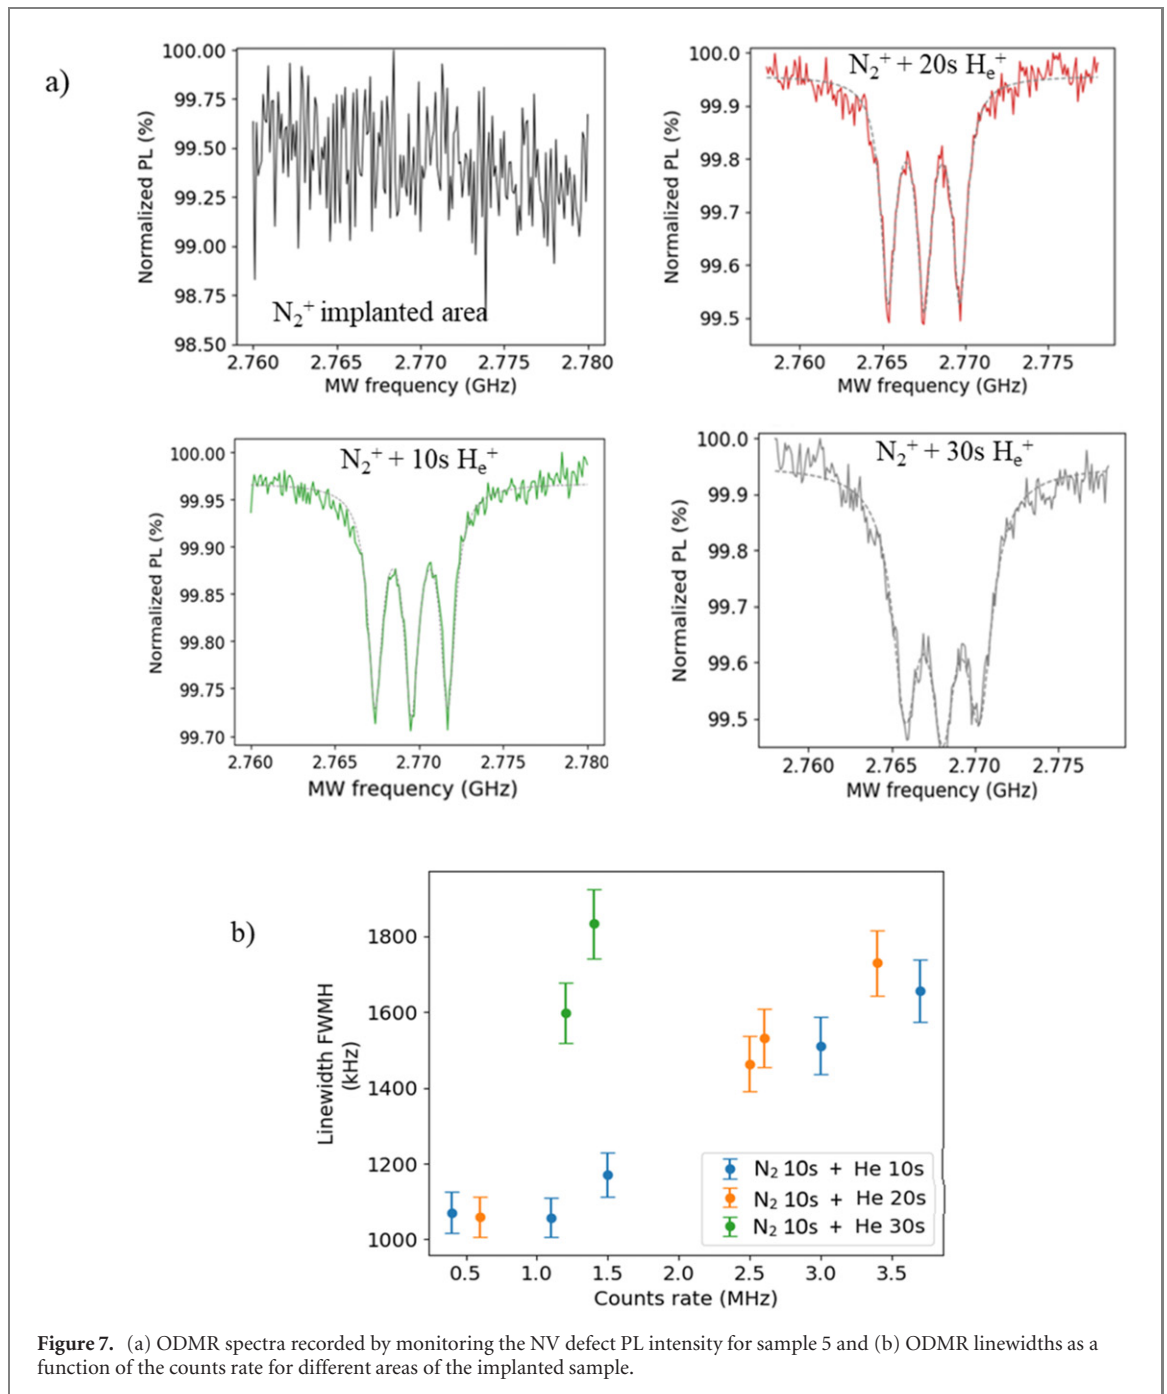 a)
100.00
99.75
99.50
99.25
99.00
98.75
98.50
Normalized PL (%)
N₂⁺ implanted area
2.760 2.765 2.770 2.775 2.780
MW frequency (GHz)
100.0
99.9
99.8
99.7
99.6
99.5
Normalized PL (%)
N₂⁺ + 20s Hₑ⁺
2.760 2.765 2.770 2.775
MW frequency (GHz)
100.00
99.95
99.90
99.85
99.80
99.75
99.70
Normalized PL (%)
N₂⁺ + 10s Hₑ⁺
2.760 2.765 2.770 2.775 2.780
MW frequency (GHz)
100.0
99.9
99.8
99.7
99.6
99.5
Normalized PL (%)
N₂⁺ + 30s Hₑ⁺
2.760 2.765 2.770 2.775
MW frequency (GHz)
b)
1800
1600
1400
1200
1000
Linewidth FWMH
(kHz)
N₂ 10s + He 10s
N₂ 10s + He 20s
N₂ 10s + He 30s
0.5 1.0 1.5 2.0 2.5 3.0 3.5
Counts rate (MHz)
Figure 7. (a) ODMR spectra recorded by monitoring the NV defect PL intensity for sample 5 and (b) ODMR linewidths as a
function of the counts rate for different areas of the implanted sample.